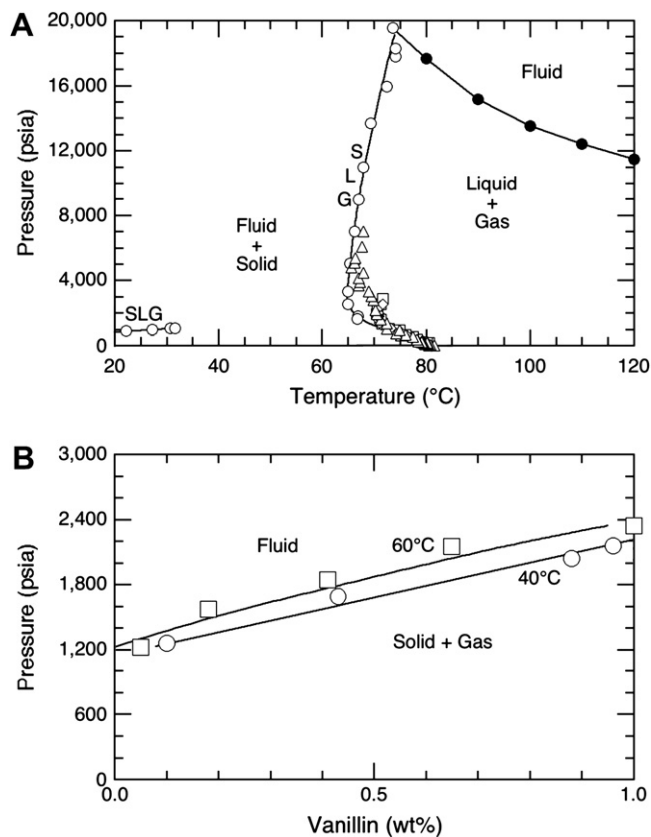 A
20,000
16,000
12,000
8,000
4,000
0
Pressure (psia)
Fluid
S
L
G
Liquid
+
Gas
Fluid
+
Solid
SLG
20
40
60
80
100
120
Temperature (°C)
B
3,000
2,400
1,800
1,200
600
0
Pressure (psia)
Fluid
60°C
40°C
Solid + Gas
0.0
0.5
1.0
Vanillin (wt%)